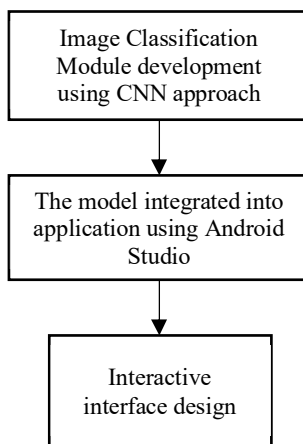 Image Classification
Module development
using CNN approach
The model integrated into
application using Android
Studio
Interactive
interface design